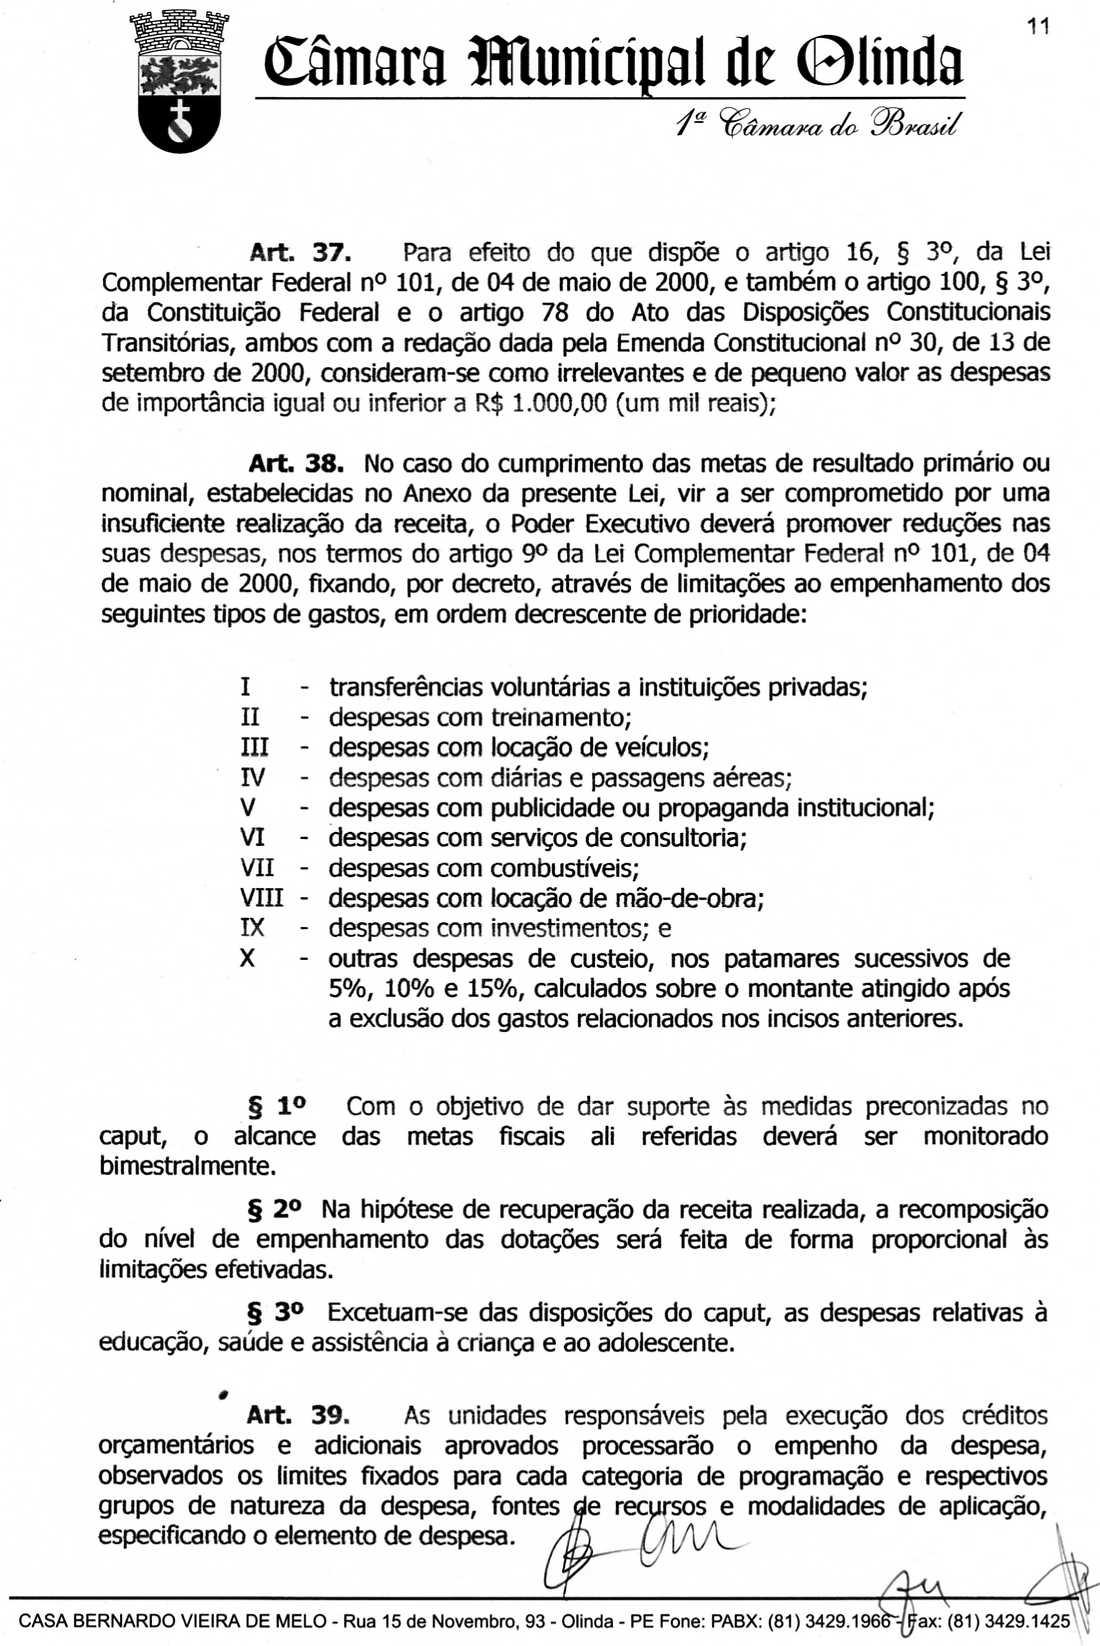 11
Câmara Municipal de Olinda
1ª Câmara do Brasil
Art. 37. Para efeito do que dispõe o artigo 16, § 3º, da Lei
Complementar Federal nº 101, de 04 de maio de 2000, e também o artigo 100, § 3º,
da Constituição Federal e o artigo 78 do Ato das Disposições Constitucionais
Transitórias, ambos com a redação dada pela Emenda Constitucional nº 30, de 13 de
setembro de 2000, consideram-se como irrelevantes e de pequeno valor as despesas
de importância igual ou inferior a R$ 1.000,00 (um mil reais);
Art. 38. No caso do cumprimento das metas de resultado primário ou
nominal, estabelecidas no Anexo da presente Lei, vir a ser comprometido por uma
insuficiente realização da receita, o Poder Executivo deverá promover reduções nas
suas despesas, nos termos do artigo 9º da Lei Complementar Federal nº 101, de 04
de maio de 2000, fixando, por decreto, através de limitações ao empenhamento dos
seguintes tipos de gastos, em ordem decrescente de prioridade:
I - transferências voluntárias a instituições privadas;
II - despesas com treinamento;
III - despesas com locação de veículos;
IV - despesas com diárias e passagens aéreas;
V - despesas com publicidade ou propaganda institucional;
VI - despesas com serviços de consultoria;
VII - despesas com combustíveis;
VIII - despesas com locação de mão-de-obra;
IX - despesas com investimentos; e
X - outras despesas de custeio, nos patamares sucessivos de
5%, 10% e 15%, calculados sobre o montante atingido após
a exclusão dos gastos relacionados nos incisos anteriores.
§ 1º Com o objetivo de dar suporte às medidas preconizadas no
caput, o alcance das metas fiscais ali referidas deverá ser monitorado
bimestralmente.
§ 2º Na hipótese de recuperação da receita realizada, a recomposição
do nível de empenhamento das dotações será feita de forma proporcional às
limitações efetivadas.
§ 3º Excetuam-se das disposições do caput, as despesas relativas à
educação, saúde e assistência à criança e ao adolescente.
Art. 39. As unidades responsáveis pela execução dos créditos
orçamentários e adicionais aprovados processarão o empenho da despesa,
observados os limites fixados para cada categoria de programação e respectivos
grupos de natureza da despesa, fontes de recursos e modalidades de aplicação,
especificando o elemento de despesa.
CASA BERNARDO VIEIRA DE MELO - Rua 15 de Novembro, 93 - Olinda - PE Fone: PABX: (81) 3429.1966 - Fax: (81) 3429.1425